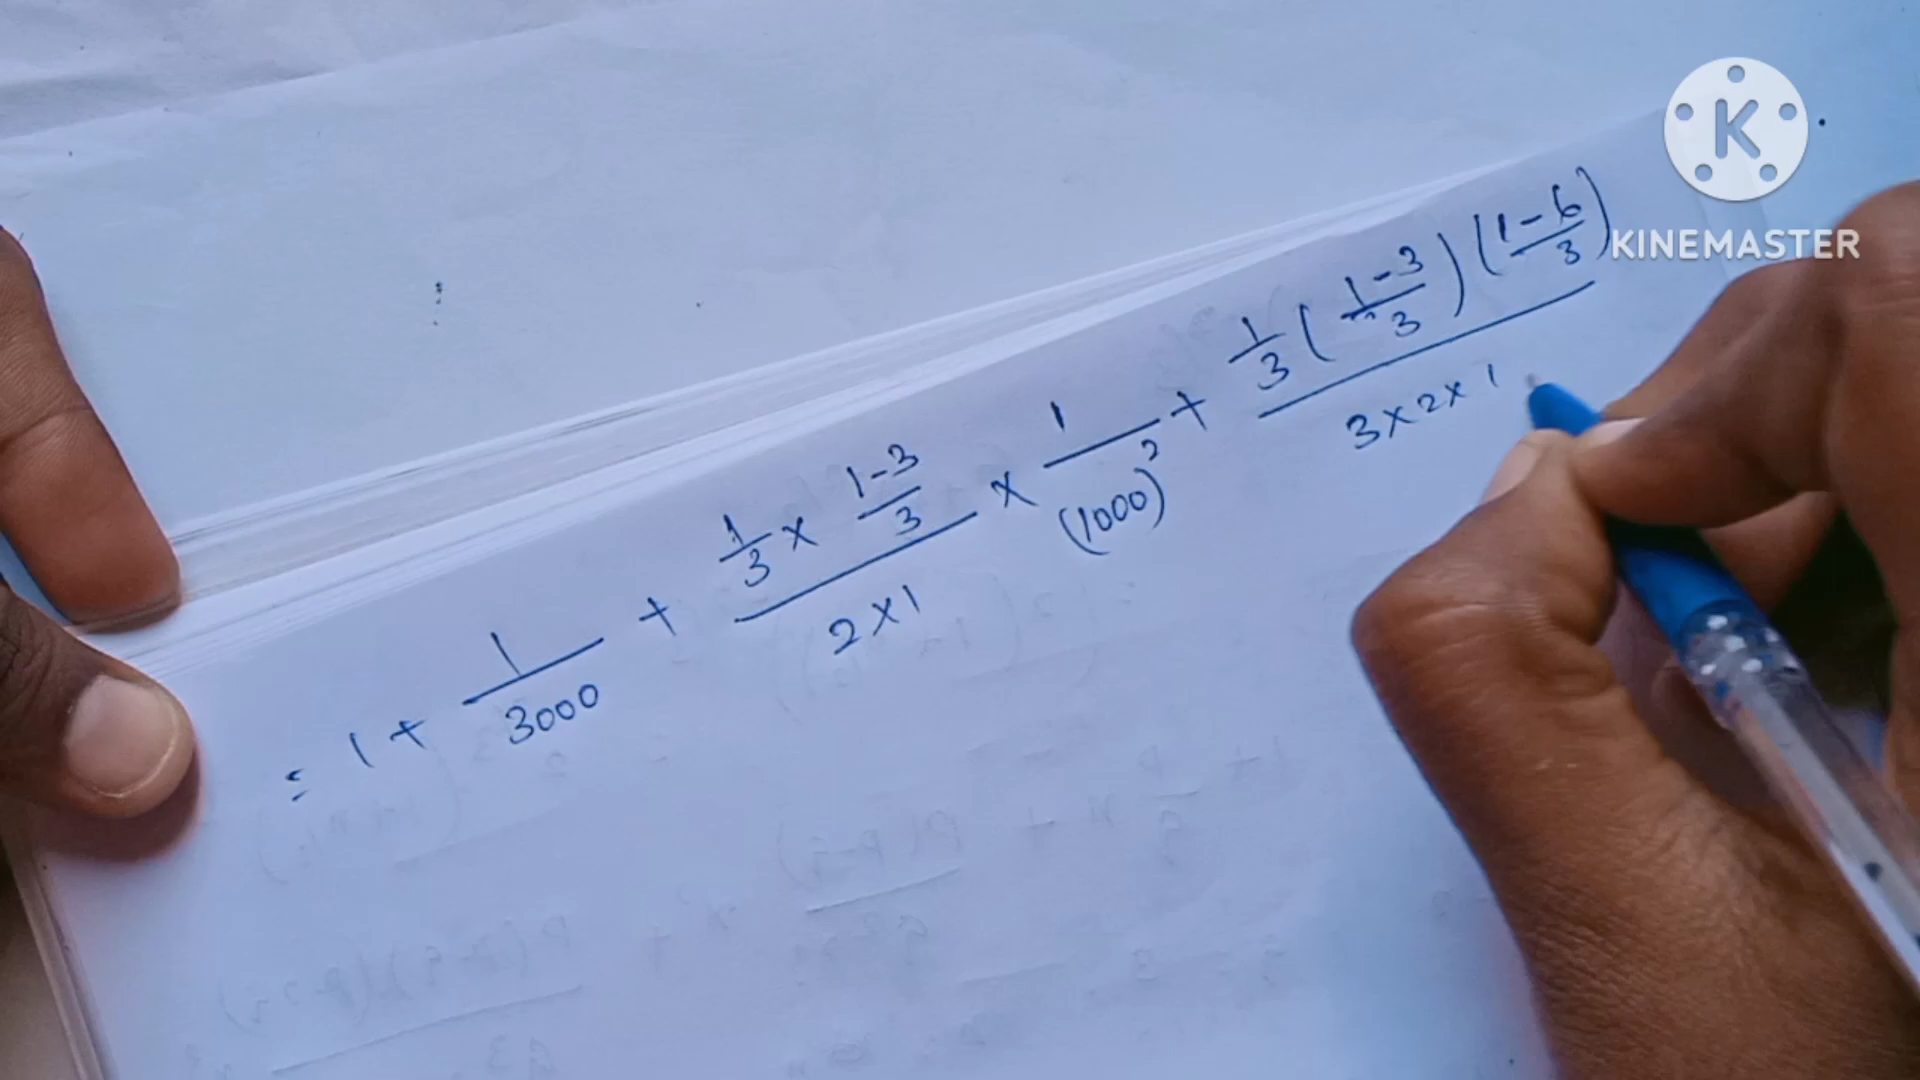 K
KINEMASTER
= 1 + 1/3000 + (1/3 × (1-3)/3)/(2×1) × 1/(1000)² + (1/3 ((1-3)/3) ((1-6)/3))/(3×2×1